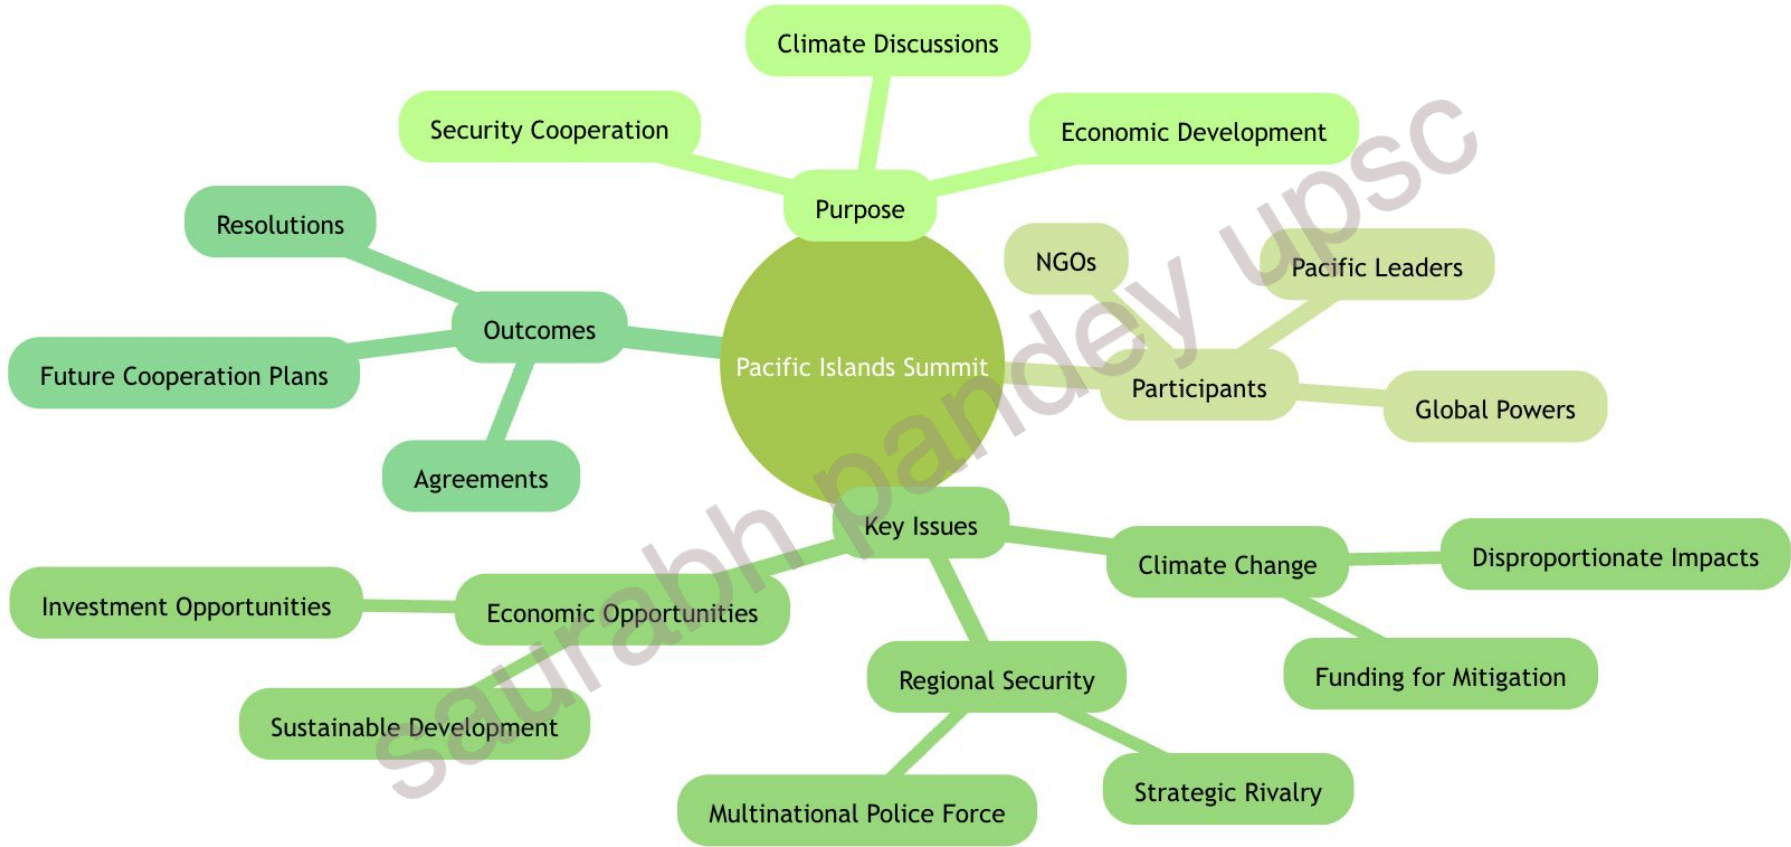 Climate Discussions
Security Cooperation
Economic Development
Purpose
Resolutions
NGOs
Pacific Leaders
Outcomes
Future Cooperation Plans
Pacific Islands Summit
Participants
Global Powers
Agreements
Key Issues
Climate Change
Disproportionate Impacts
Investment Opportunities
Economic Opportunities
Regional Security
Funding for Mitigation
Sustainable Development
Multinational Police Force
Strategic Rivalry
saurabh pandey upsc